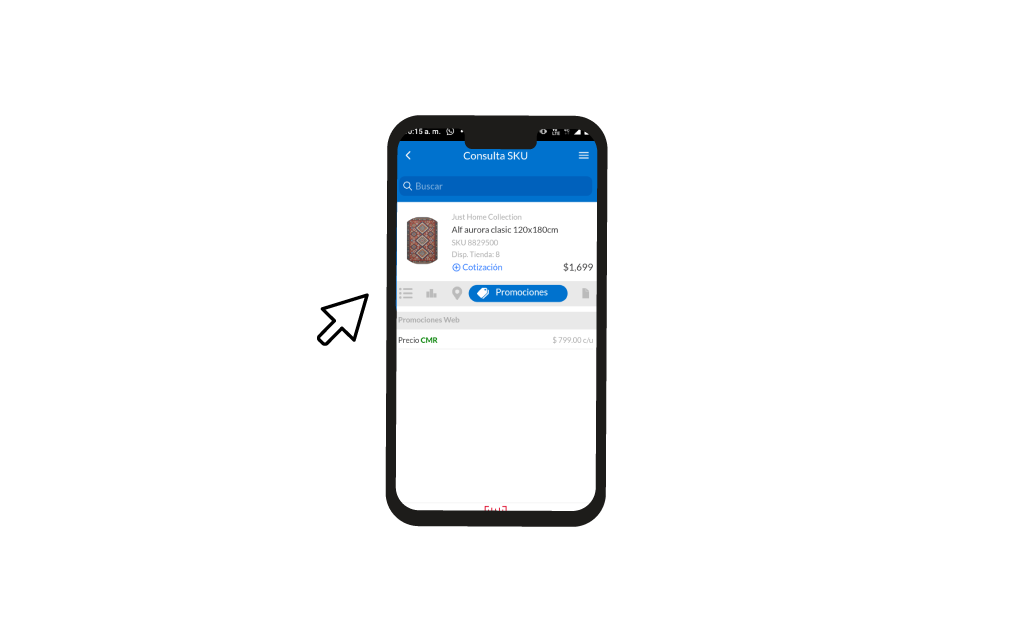 :15 a. m.
Consulta SKU
Buscar
Just Home Collection
Alf aurora clasic 120x180cm
SKU 8829500
Disp. Tienda: 8
Cotización $1,699
Promociones
Promociones Web
Precio CMR $ 799.00 c/u